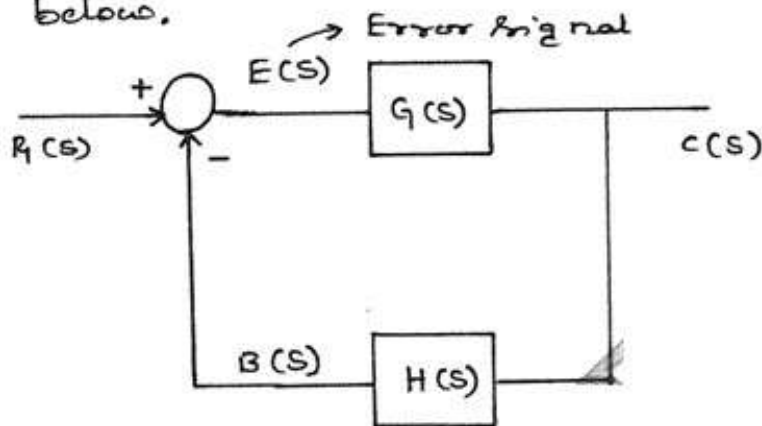 below.
Error signal
E(S)
+
G(S)
R(S)
C(S)
-
B(S)
H(S)